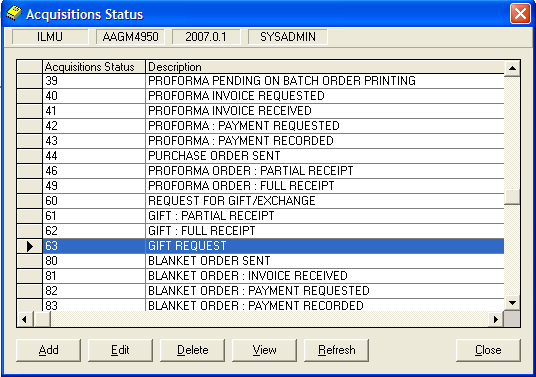 Acquisitions Status
ILMU AAGM4950 2007.0.1 SYSADMIN
Acquisitions Status Description
39 PROFORMA PENDING ON BATCH ORDER PRINTING
40 PROFORMA INVOICE REQUESTED
41 PROFORMA INVOICE RECEIVED
42 PROFORMA : PAYMENT REQUESTED
43 PROFORMA : PAYMENT RECORDED
44 PURCHASE ORDER SENT
46 PROFORMA ORDER : PARTIAL RECEIPT
49 PROFORMA ORDER : FULL RECEIPT
60 REQUEST FOR GIFT/EXCHANGE
61 GIFT : PARTIAL RECEIPT
62 GIFT : FULL RECEIPT
63 GIFT REQUEST
80 BLANKET ORDER SENT
81 BLANKET ORDER : INVOICE RECEIVED
82 BLANKET ORDER : PAYMENT REQUESTED
83 BLANKET ORDER : PAYMENT RECORDED
Add Edit Delete View Refresh Close